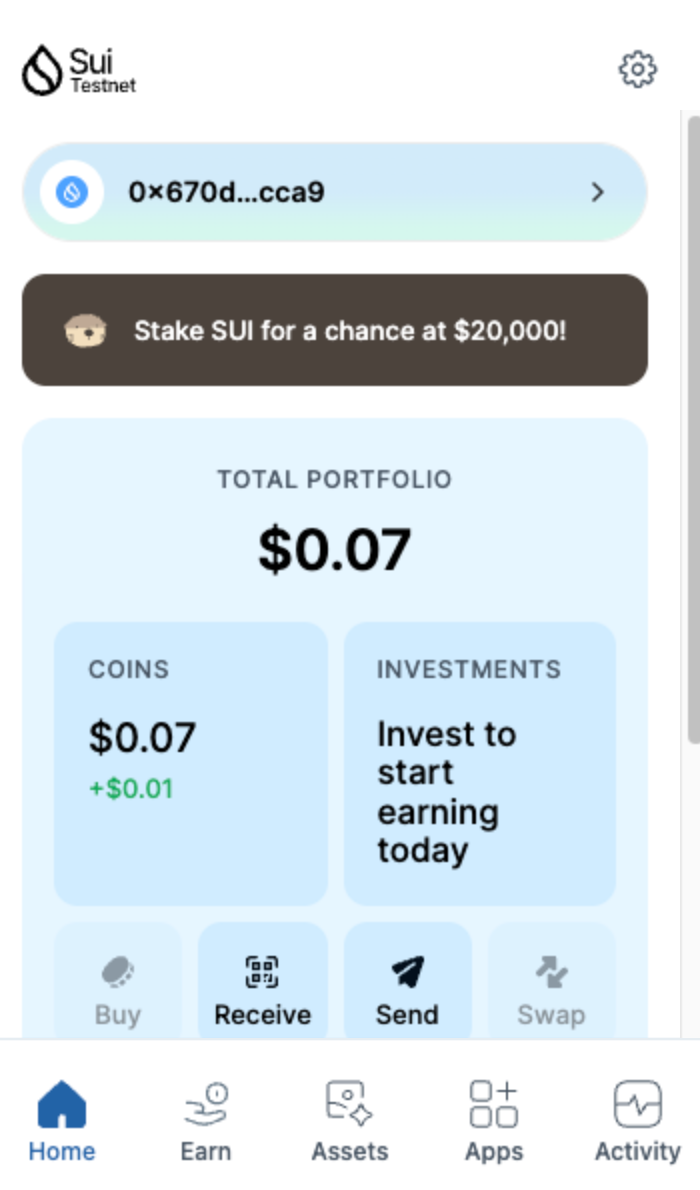 Sui
Testnet
0×670d...cca9
Stake SUI for a chance at $20,000!
TOTAL PORTFOLIO
$0.07
COINS
$0.07
+$0.01
INVESTMENTS
Invest to
start
earning
today
Buy
Receive
Send
Swap
Home
Earn
Assets
Apps
Activity